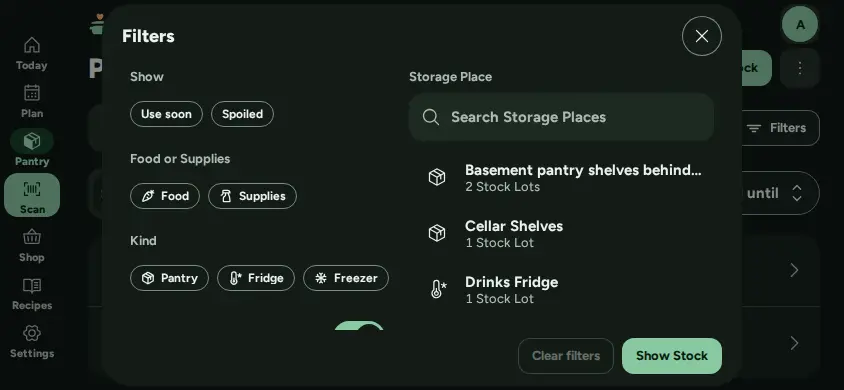 Filters
A
Show
Use soon
Spoiled
Food or Supplies
Food
Supplies
Kind
Pantry
Fridge
Freezer
Storage Place
Search Storage Places
Basement pantry shelves behind...
2 Stock Lots
Cellar Shelves
1 Stock Lot
Drinks Fridge
1 Stock Lot
Clear filters
Show Stock
Today
Plan
Pantry
Scan
Shop
Recipes
Settings
Filters
until